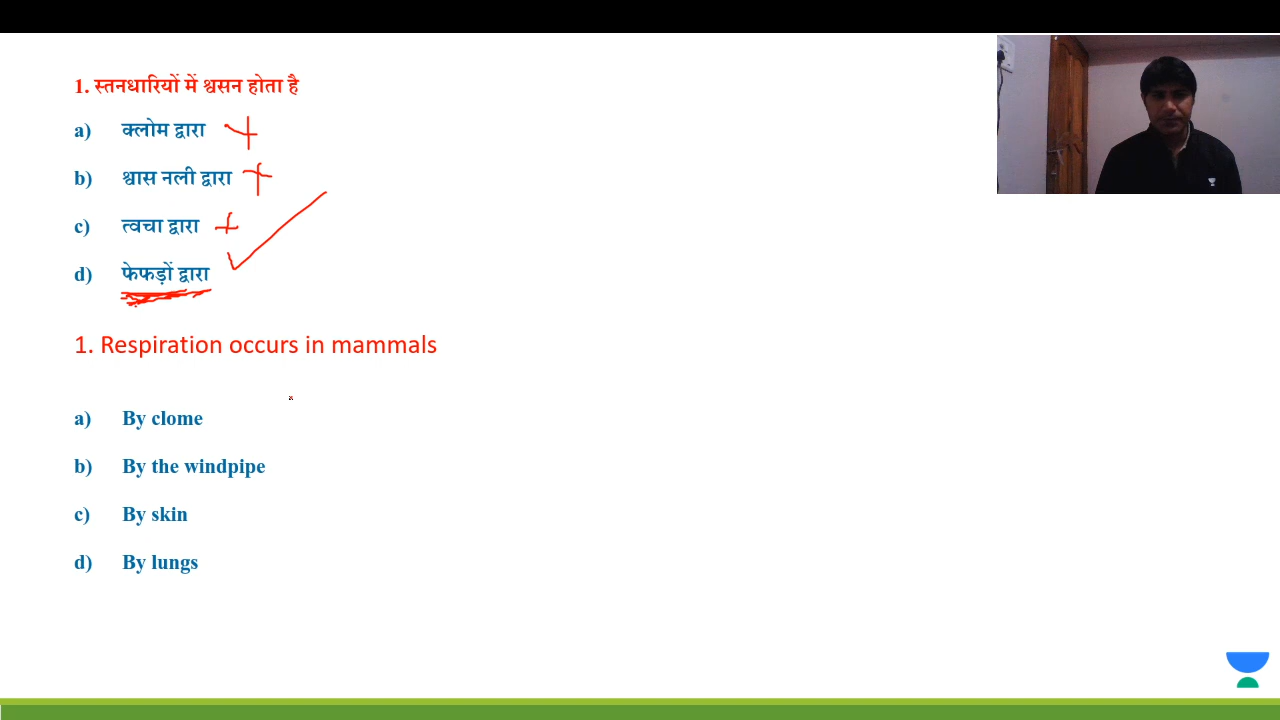 1. स्तनधारियों में श्वसन होता है
a) क्लोम द्वारा
b) श्वास नली द्वारा
c) त्वचा द्वारा
d) फेफड़ों द्वारा
1. Respiration occurs in mammals
a) By clome
b) By the windpipe
c) By skin
d) By lungs